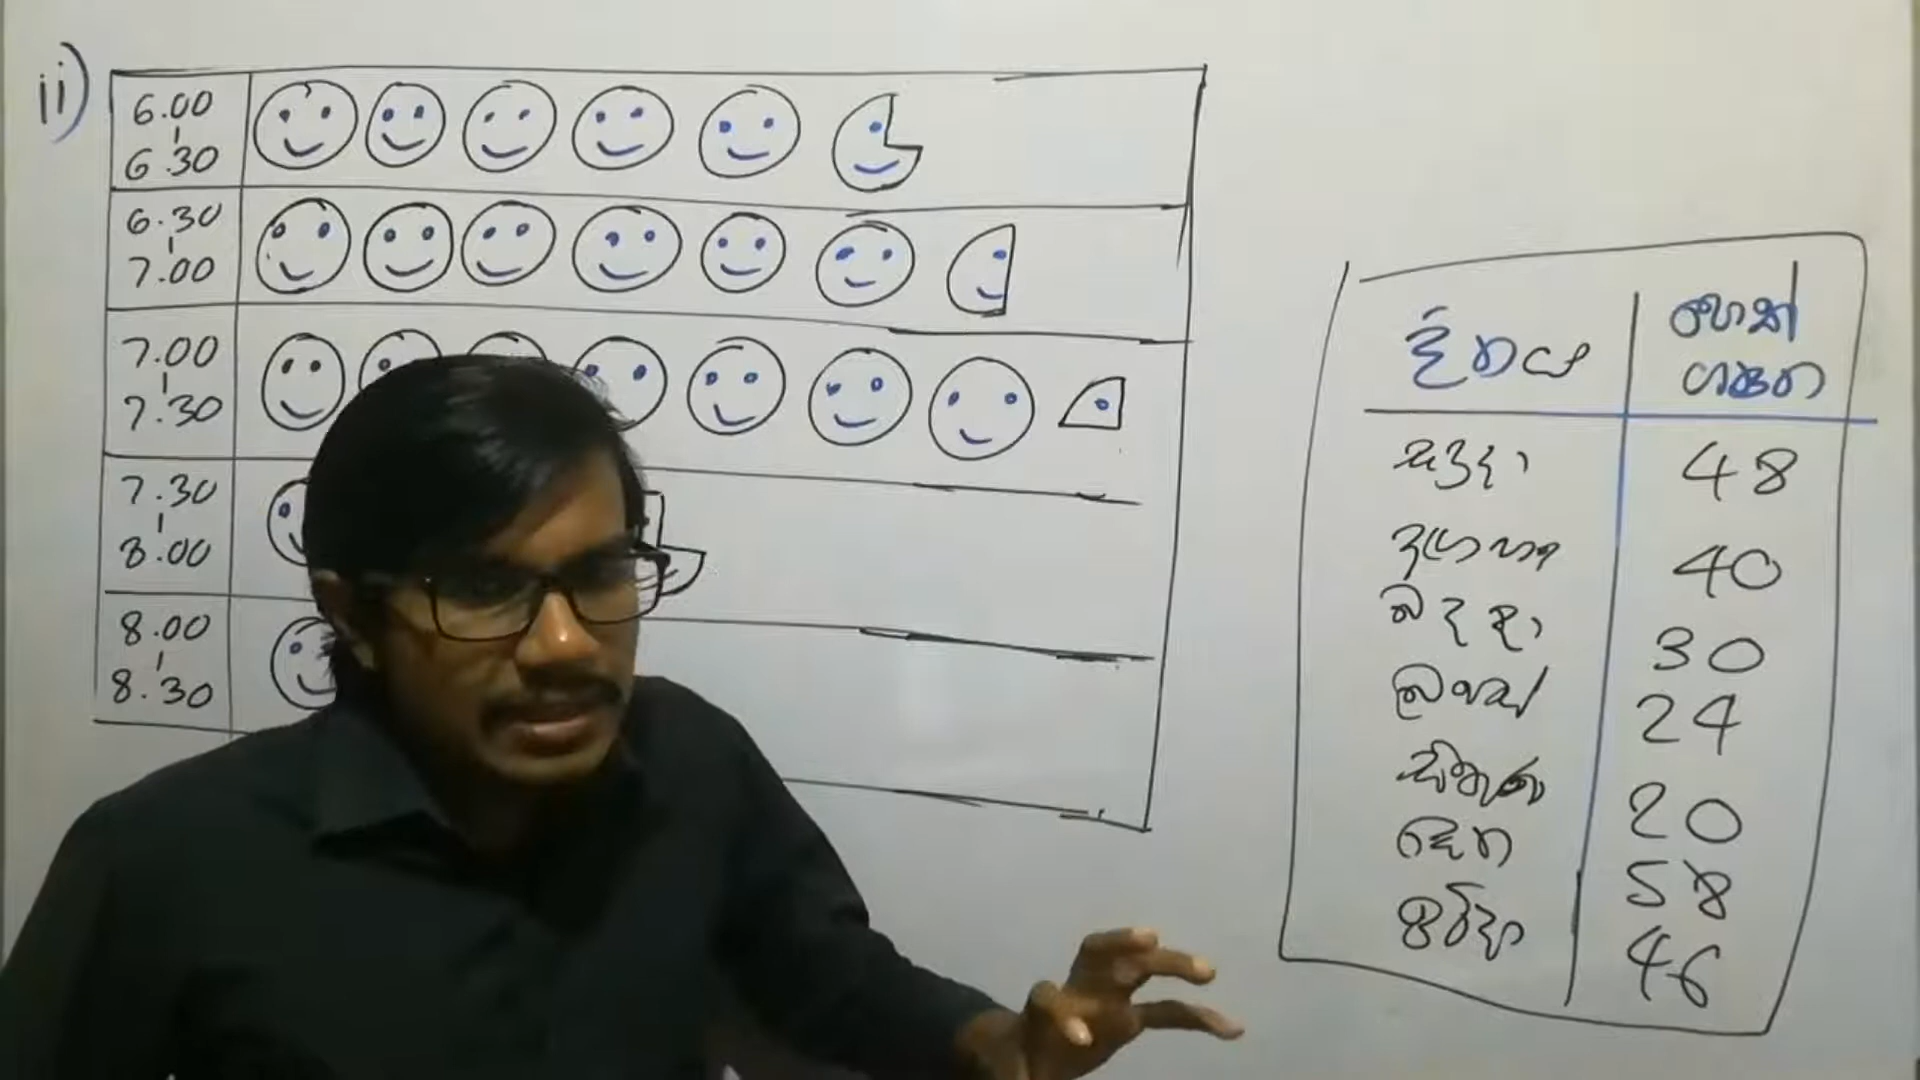 ii)
6.00
6.30
6.30
7.00
7.00
7.30
7.30
8.00
8.00
8.30
දිනය
පොත් ගණන
සඳුදා 48
අඟහ 40
බදාදා 30
බ්‍රහස් 24
සිකුරා 20
සෙන 58
ඉරිදා 46